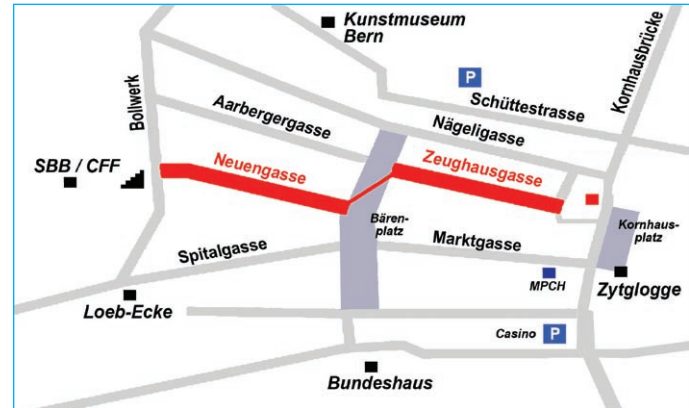 Kunstmuseum
Bern
Kornhausbrücke
P
Schüttestrasse
Bollwerk
Aarbergergasse
Nägeligasse
SBB / CFF
Neuengasse
Zeughausgasse
Bären-
platz
Kornhaus-
platz
Spitalgasse
Marktgasse
MPCH
Zytglogge
Loeb-Ecke
Casino
P
Bundeshaus